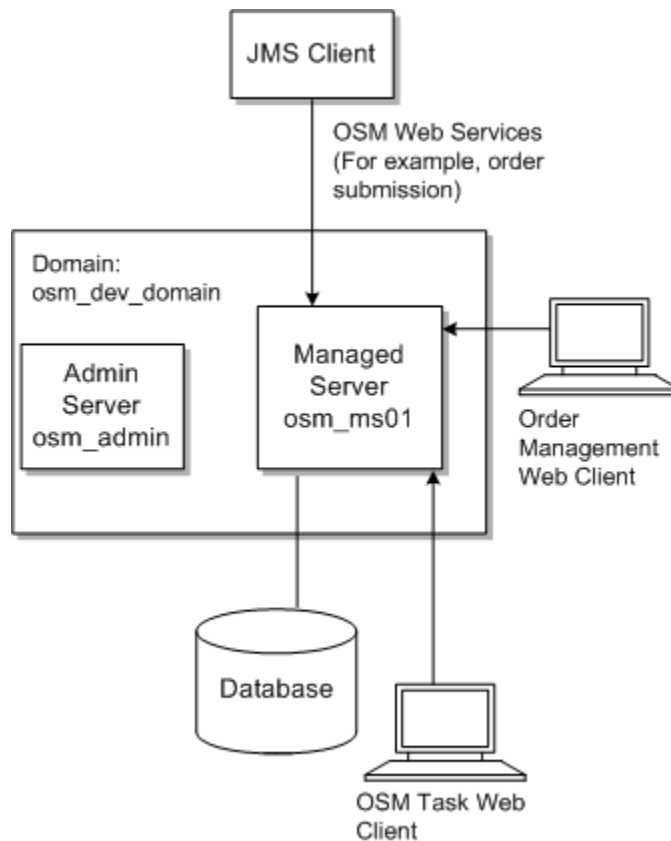 JMS Client
OSM Web Services
(For example, order
submission)
Domain:
osm_dev_domain
Admin
Server
osm_admin
Managed
Server
osm_ms01
Order
Management
Web Client
Database
OSM Task Web
Client